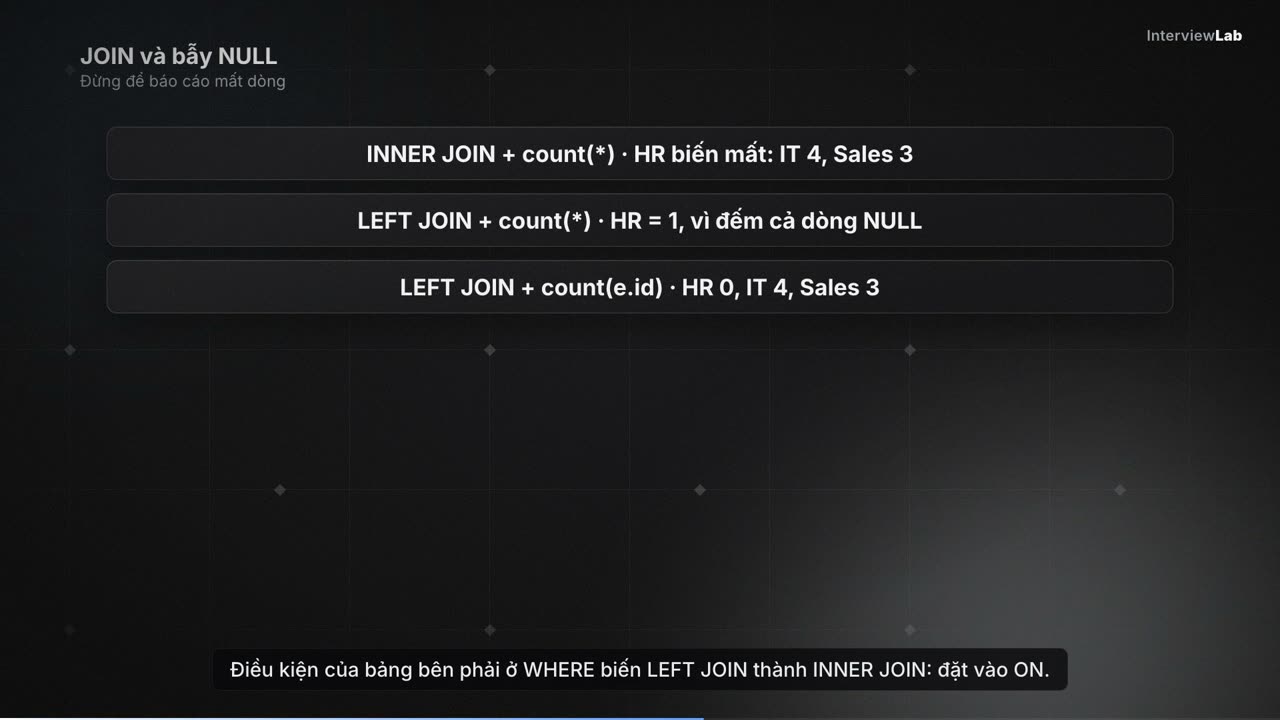 JOIN và bẫy NULL
Đừng để báo cáo mất dòng
InterviewLab
INNER JOIN + count(*) · HR biến mất: IT 4, Sales 3
LEFT JOIN + count(*) · HR = 1, vì đếm cả dòng NULL
LEFT JOIN + count(e.id) · HR 0, IT 4, Sales 3
Điều kiện của bảng bên phải ở WHERE biến LEFT JOIN thành INNER JOIN: đặt vào ON.